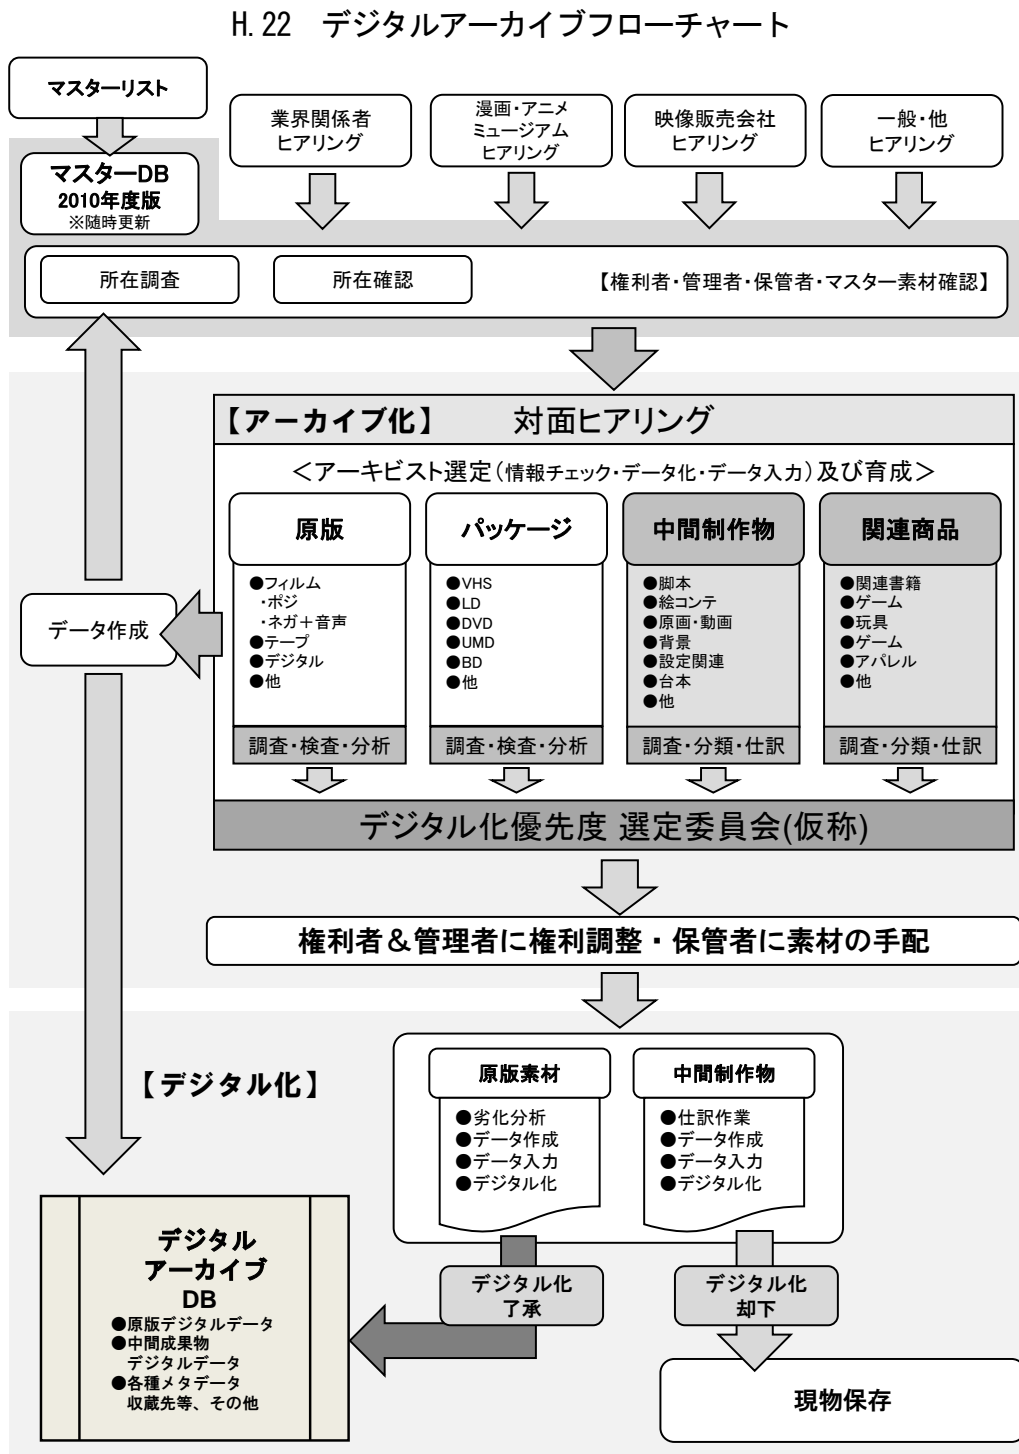 H.22　デジタルアーカイブフローチャート
マスターリスト
業界関係者
ヒアリング
漫画・アニメ
ミュージアム
ヒアリング
映像販売会社
ヒアリング
一般・他
ヒアリング
マスターDB
2010年度版
※随時更新
所在調査
所在確認
【権利者・管理者・保管者・マスター素材確認】
【アーカイブ化】　対面ヒアリング
＜アーキビスト選定（情報チェック・データ化・データ入力）及び育成＞
原版
●フィルム
・ポジ
・ネガ＋音声
●テープ
●デジタル
●他
調査・検査・分析
パッケージ
●VHS
●LD
●DVD
●UMD
●BD
●他
調査・検査・分析
中間制作物
●脚本
●絵コンテ
●原画・動画
●背景
●設定関連
●台本
●他
調査・分類・仕訳
関連商品
●関連書籍
●ゲーム
●玩具
●ゲーム
●アパレル
●他
調査・分類・仕訳
データ作成
デジタル化優先度 選定委員会(仮称)
権利者＆管理者に権利調整・保管者に素材の手配
【デジタル化】
原版素材
●劣化分析
●データ作成
●データ入力
●デジタル化
中間制作物
●仕訳作業
●データ作成
●データ入力
●デジタル化
デジタル化
了承
デジタル化
却下
デジタル
アーカイブ
DB
●原版デジタルデータ
●中間成果物
デジタルデータ
●各種メタデータ
収蔵先等、その他
現物保存